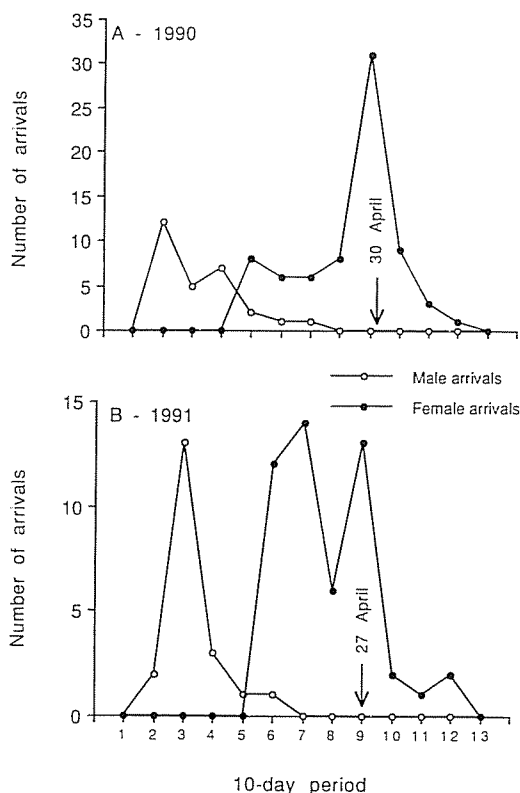 A - 1990
Number of arrivals
35
30
25
20
15
10
5
0
30 April
Male arrivals
Female arrivals
B - 1991
Number of arrivals
15
10
5
0
27 April
1 2 3 4 5 6 7 8 9 10 11 12 13
10-day period